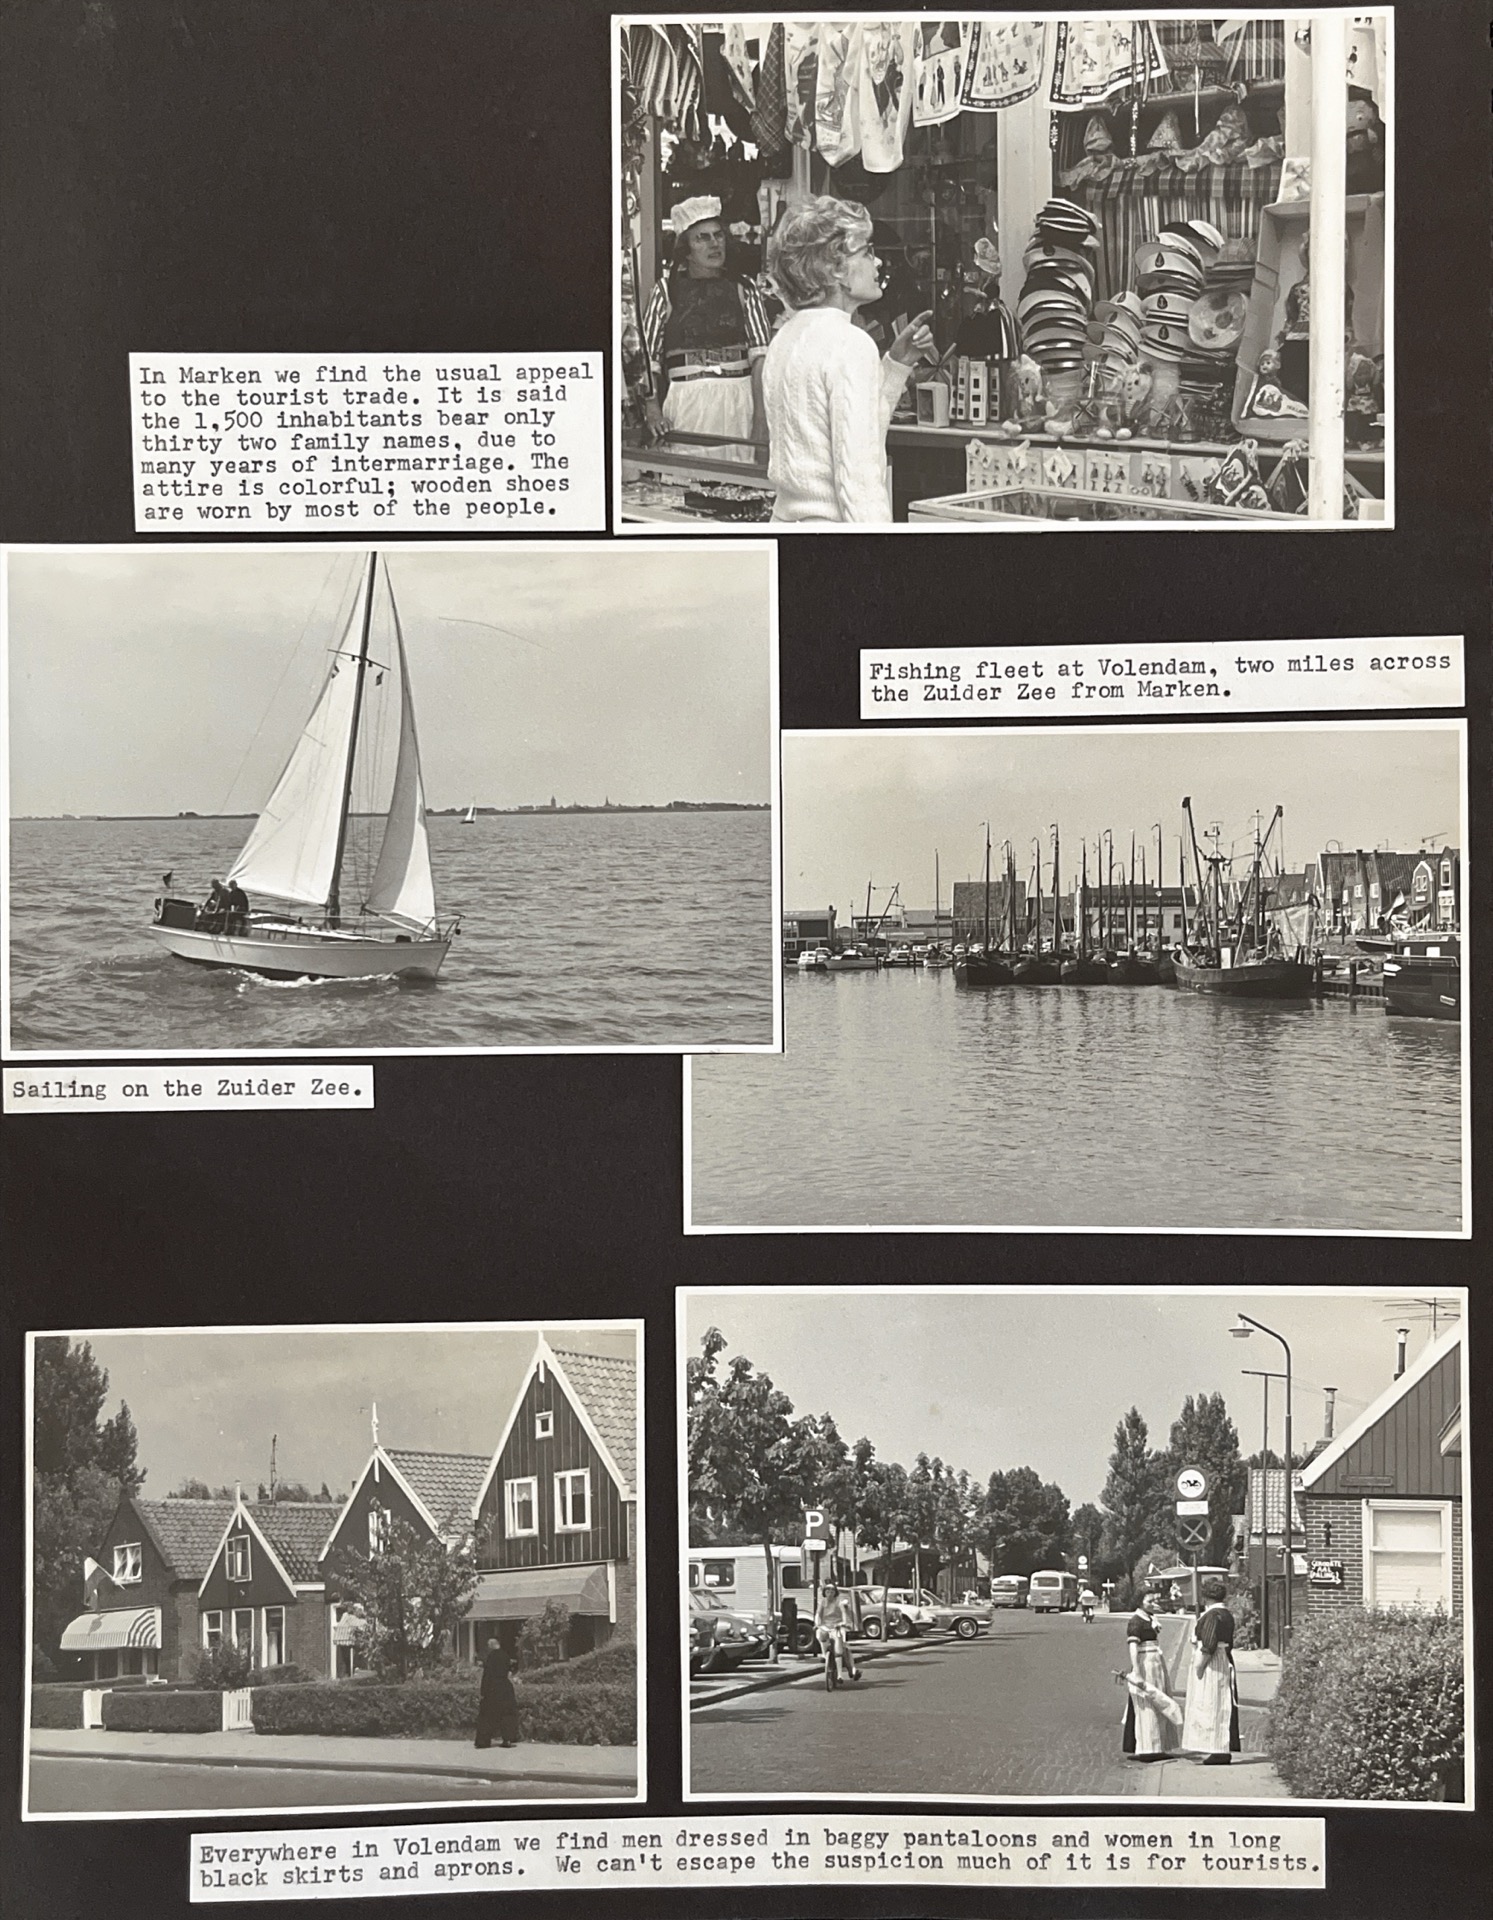 In Marken we find the usual appeal
to the tourist trade. It is said
the 1,500 inhabitants bear only
thirty two family names, due to
many years of intermarriage. The
attire is colorful; wooden shoes
are worn by most of the people.
Fishing fleet at Volendam, two miles across
the Zuider Zee from Marken.
Sailing on the Zuider Zee.
P
GEROOKTE
AAL
(PALING)
Everywhere in Volendam we find men dressed in baggy pantaloons and women in long
black skirts and aprons. We can't escape the suspicion much of it is for tourists.